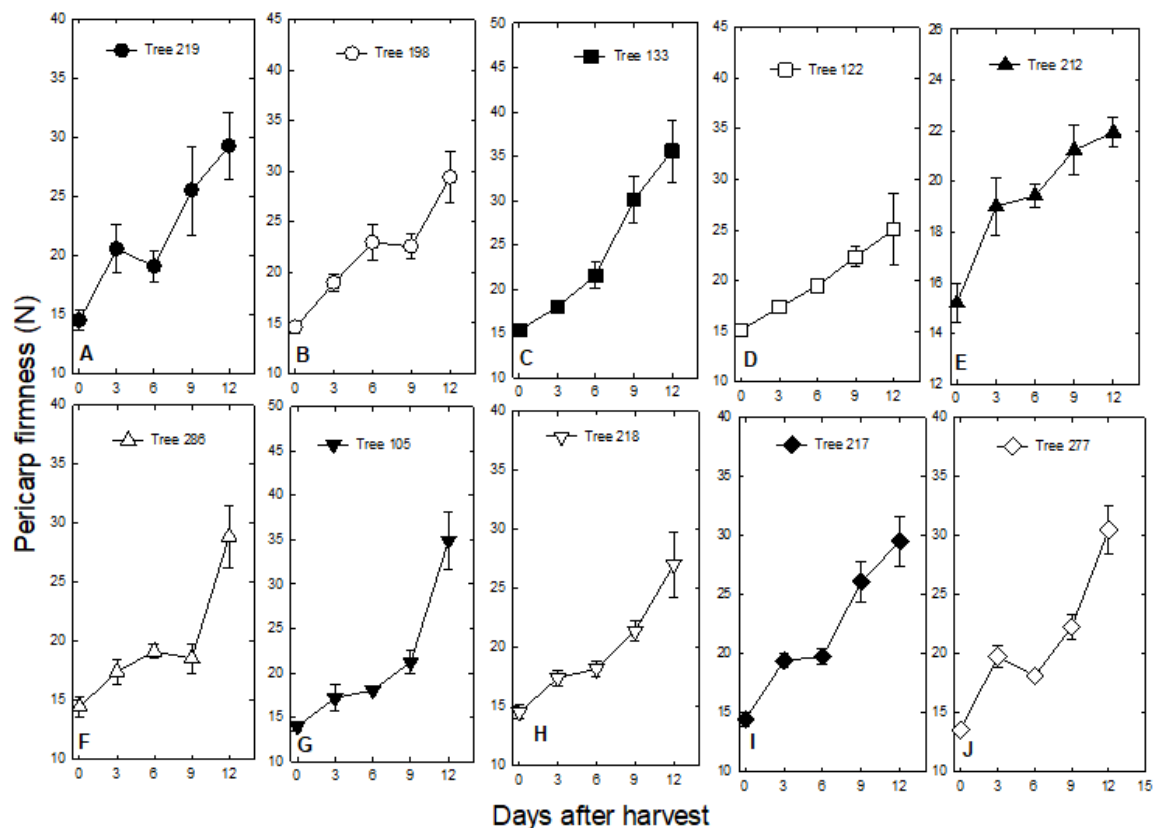 Pericarp firmness (N)
40
35
30
25
20
15
10
Tree 219
A
0 3 6 9 12
45
40
35
30
25
20
15
10
Tree 198
B
0 3 6 9 12
50
45
40
35
30
25
20
15
10
Tree 133
C
0 3 6 9 12
45
40
35
30
25
20
15
10
Tree 122
D
0 3 6 9 12
26
24
22
20
18
16
14
12
Tree 212
E
0 3 6 9 12
40
35
30
25
20
15
10
Tree 286
F
0 3 6 9 12
50
45
40
35
30
25
20
15
10
Tree 105
G
0 3 6 9 12
40
35
30
25
20
15
10
Tree 218
H
0 3 6 9 12
40
35
30
25
20
15
10
Tree 217
I
0 3 6 9 12
40
35
30
25
20
15
10
Tree 277
J
0 3 6 9 12 15
Days after harvest